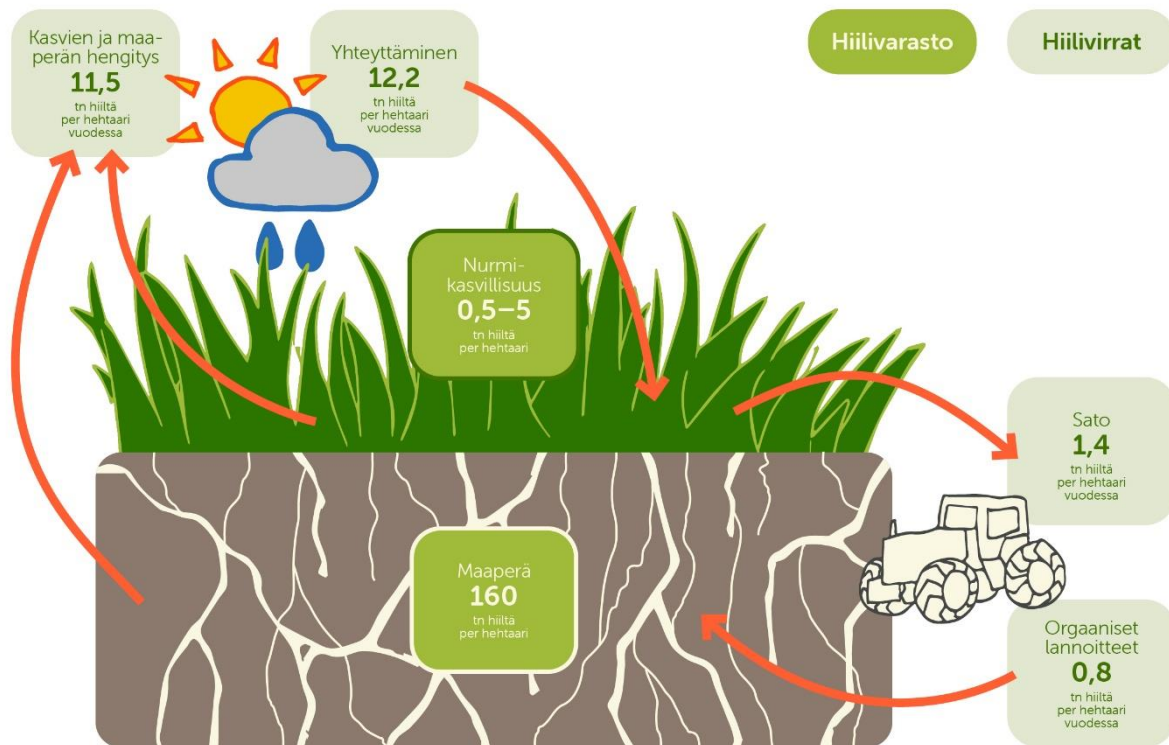 Kasvien ja maa-
perän hengitys
11,5
tn hiiltä
per hehtaari
vuodessa
Yhteyttäminen
12,2
tn hiiltä
per hehtaari
vuodessa
Hiilivarasto
Hiilivirrat
Nurmi-
kasvillisuus
0,5–5
tn hiiltä
per hehtaari
Sato
1,4
tn hiiltä
per hehtaari
vuodessa
Maaperä
160
tn hiiltä
per hehtaari
Orgaaniset
lannoitteet
0,8
tn hiiltä
per hehtaari
vuodessa